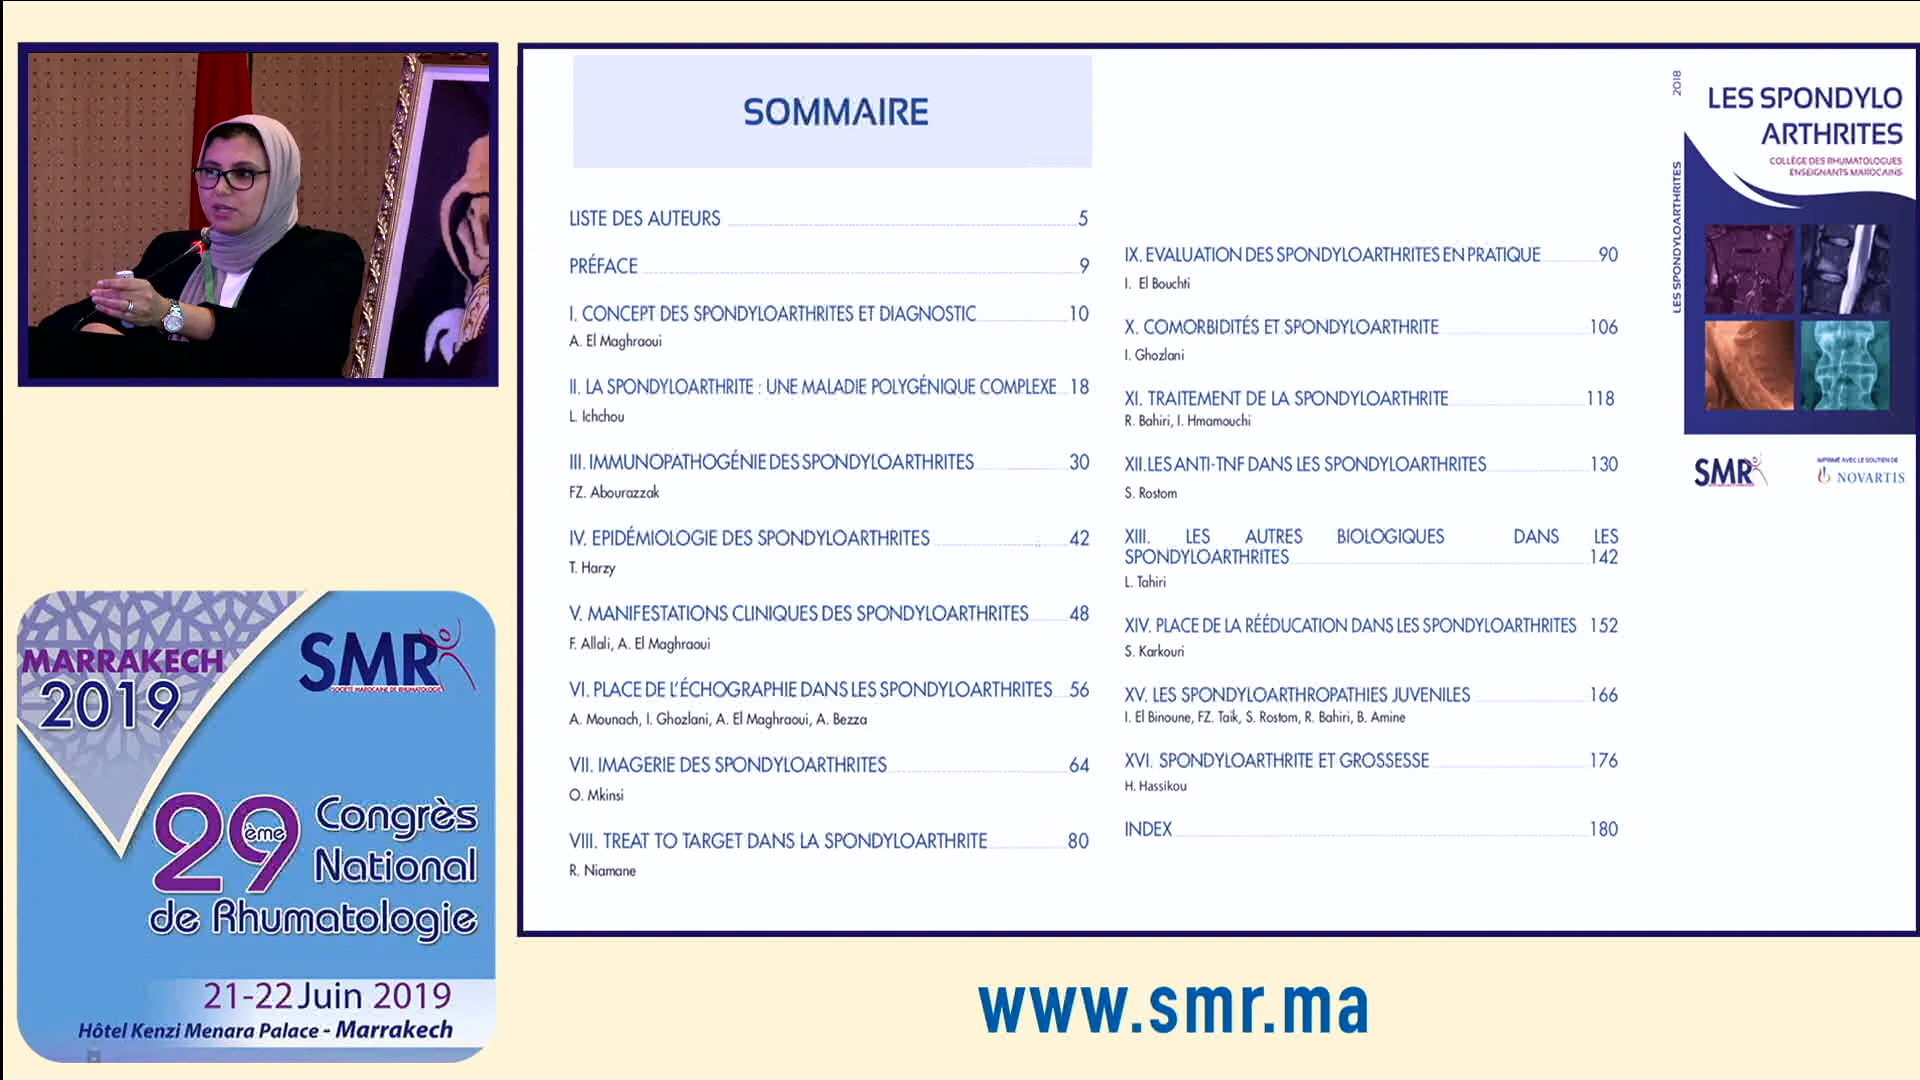 SOMMAIRE
LISTE DES AUTEURS 5
PRÉFACE 9
I. CONCEPT DES SPONDYLOARTHRITES ET DIAGNOSTIC 10
A. El Maghraoui
II. LA SPONDYLOARTHRITE : UNE MALADIE POLYGÉNIQUE COMPLEXE 18
L. Ichchou
III. IMMUNOPATHOGÉNIE DES SPONDYLOARTHRITES 30
FZ. Abourazzak
IV. EPIDÉMIOLOGIE DES SPONDYLOARTHRITES 42
T. Harzy
V. MANIFESTATIONS CLINIQUES DES SPONDYLOARTHRITES 48
F. Allali, A. El Maghraoui
VI. PLACE DE L'ÉCHOGRAPHIE DANS LES SPONDYLOARTHRITES 56
A. Mounach, I. Ghozlani, A. El Maghraoui, A. Bezza
VII. IMAGERIE DES SPONDYLOARTHRITES 64
O. Mkinsi
VIII. TREAT TO TARGET DANS LA SPONDYLOARTHRITE 80
R. Niamane
IX. EVALUATION DES SPONDYLOARTHRITES EN PRATIQUE 90
I. El Bouchti
X. COMORBIDITÉS ET SPONDYLOARTHRITE 106
I. Ghozlani
XI. TRAITEMENT DE LA SPONDYLOARTHRITE 118
R. Bahiri, I. Hmamouchi
XII. LES ANTI-TNF DANS LES SPONDYLOARTHRITES 130
S. Rostom
XIII. LES AUTRES BIOLOGIQUES DANS LES
SPONDYLOARTHRITES 142
L. Tahiri
XIV. PLACE DE LA RÉÉDUCATION DANS LES SPONDYLOARTHRITES 152
S. Karkouri
XV. LES SPONDYLOARTHROPATHIES JUVENILES 166
I. El Binoune, FZ. Taik, S. Rostom, R. Bahiri, B. Amine
XVI. SPONDYLOARTHRITE ET GROSSESSE 176
H. Hassikou
INDEX 180
2018
LES SPONDYLOARTHRITES
LES SPONDYLO
ARTHRITES
COLLÈGE DES RHUMATOLOGUES
ENSEIGNANTS MAROCAINS
SMR
IMPRIMÉ AVEC LE SOUTIEN DE
NOVARTIS
MARRAKECH
2019
SMR
SOCIÉTÉ MAROCAINE DE RHUMATOLOGIE
29ème Congrès
National
de Rhumatologie
21-22 Juin 2019
Hôtel Kenzi Menara Palace - Marrakech
www.smr.ma